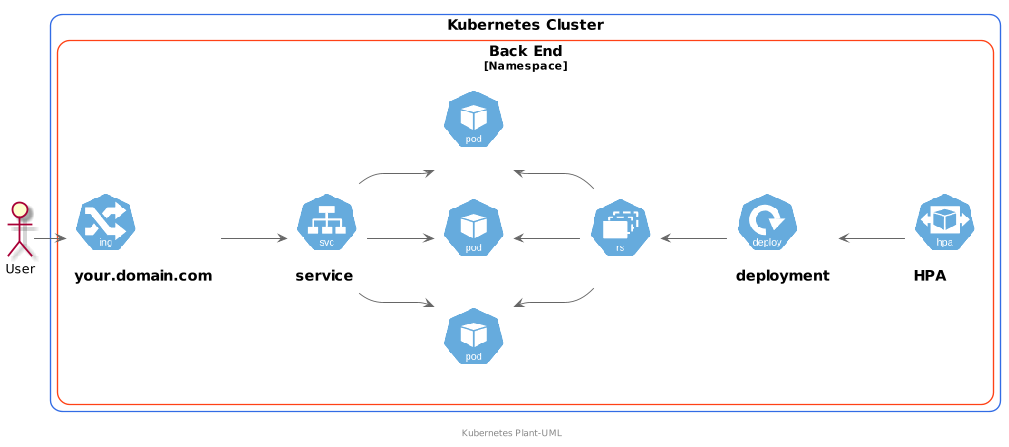 Kubernetes Cluster
Back End
[Namespace]
pod
ing
svc
pod
rs
deploy
hpa
User
your.domain.com
service
deployment
HPA
pod
Kubernetes Plant-UML